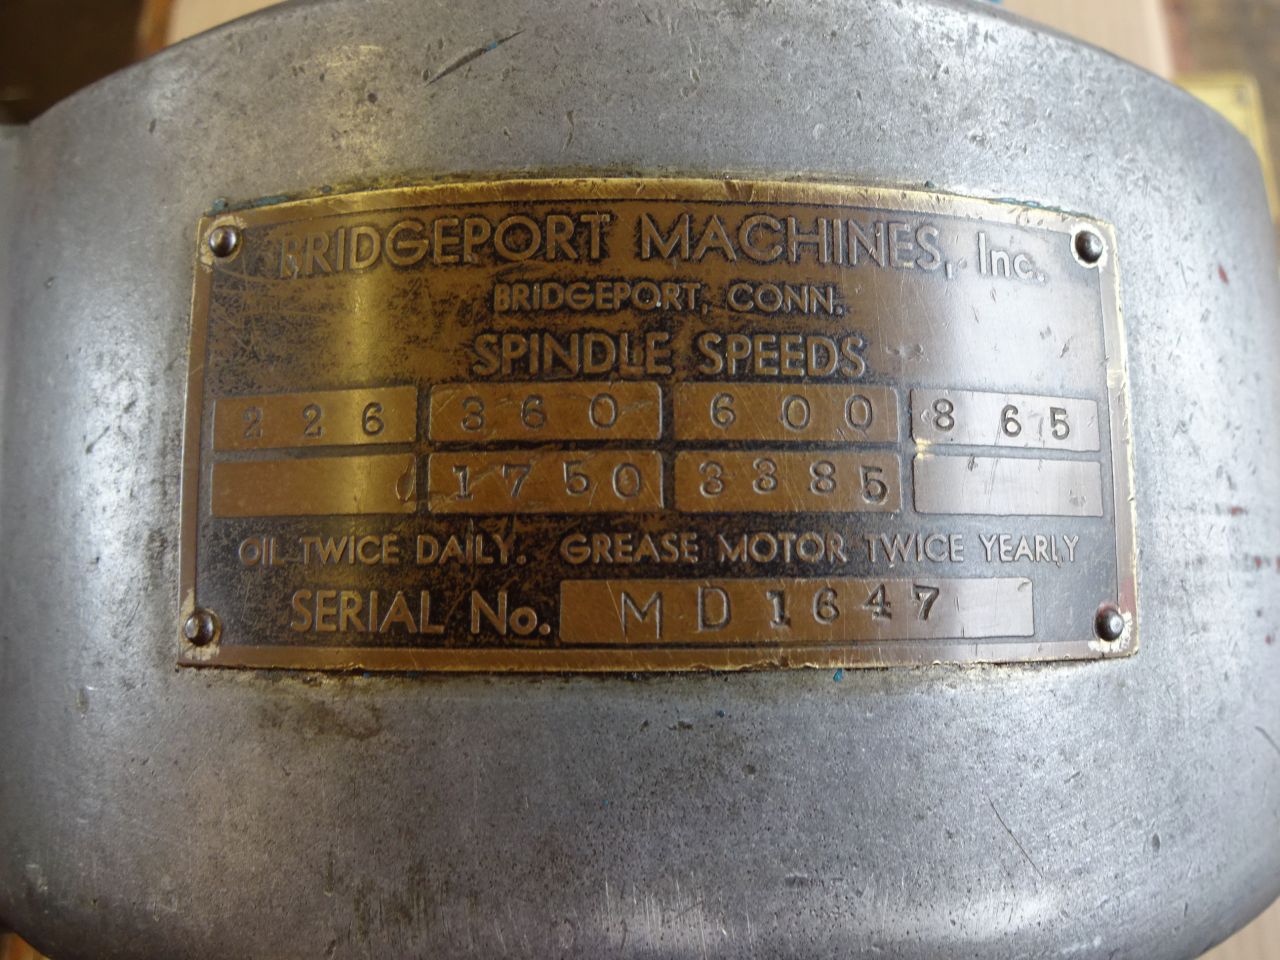 BRIDGEPORT MACHINES, Inc.
BRIDGEPORT, CONN.
SPINDLE SPEEDS
226 360 600 865
1750 3385
OIL TWICE DAILY. GREASE MOTOR TWICE YEARLY
SERIAL No. MD1647